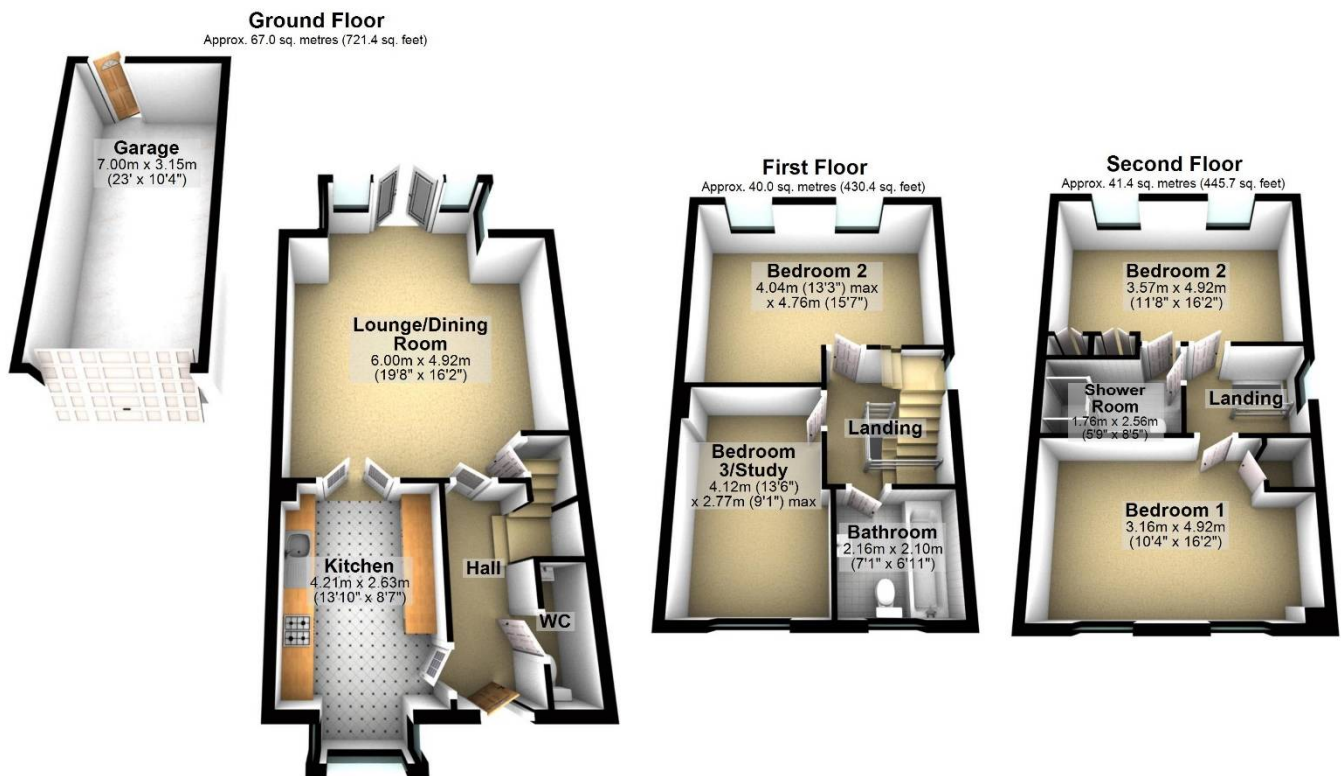 Ground Floor
Approx. 67.0 sq. metres (721.4 sq. feet)
Garage
7.00m x 3.15m
(23' x 10'4")
Lounge/Dining
Room
6.00m x 4.92m
(19'8" x 16'2")
Kitchen
4.21m x 2.63m
(13'10" x 8'7")
Hall
WC
First Floor
Approx. 40.0 sq. metres (430.4 sq. feet)
Bedroom 2
4.04m (13'3") max
x 4.76m (15'7")
Landing
Bedroom
3/Study
4.12m (13'6")
x 2.77m (9'1") max
Bathroom
2.16m x 2.10m
(7'1" x 6'11")
Second Floor
Approx. 41.4 sq. metres (445.7 sq. feet)
Bedroom 2
3.57m x 4.92m
(11'8" x 16'2")
Shower
Room
1.76m x 2.56m
(5'9" x 8'5")
Landing
Bedroom 1
3.16m x 4.92m
(10'4" x 16'2")